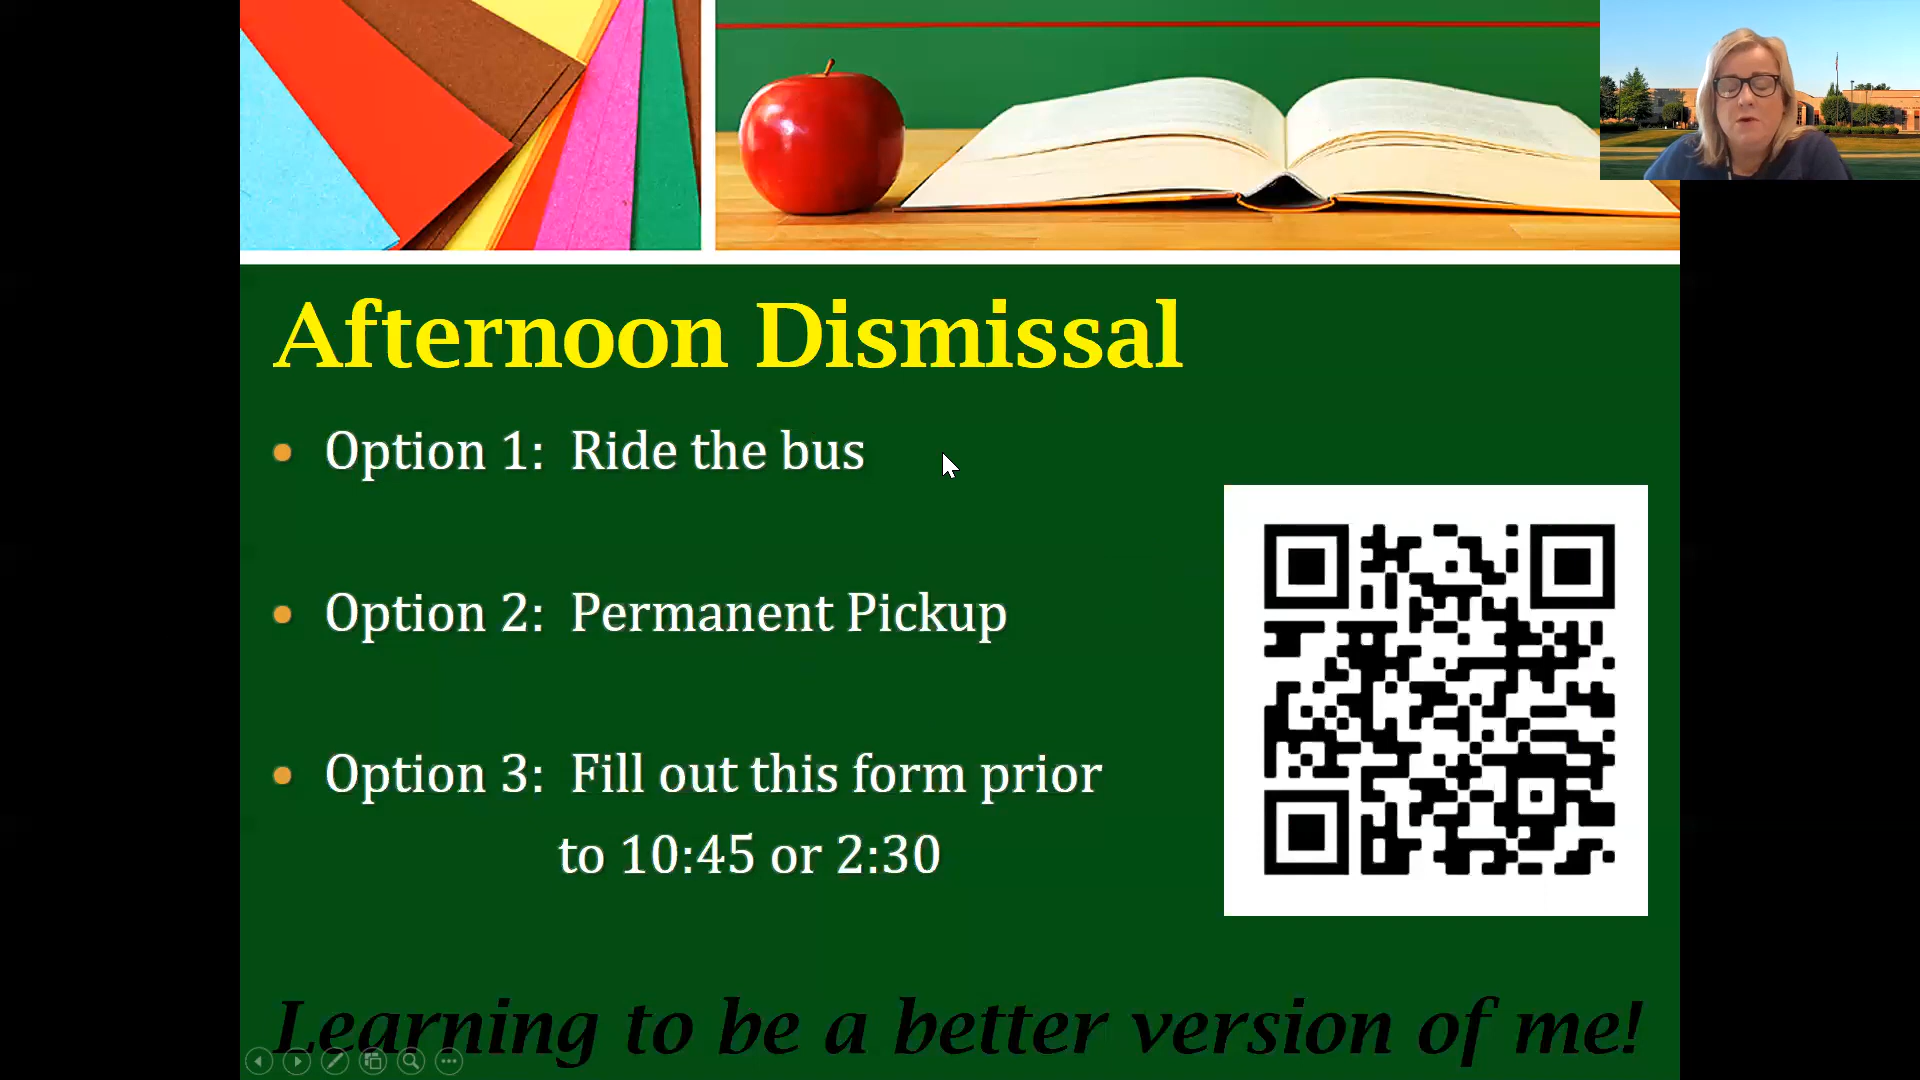 Afternoon Dismissal
• Option 1: Ride the bus
• Option 2: Permanent Pickup
• Option 3: Fill out this form prior
to 10:45 or 2:30
Learning to be a better version of me!